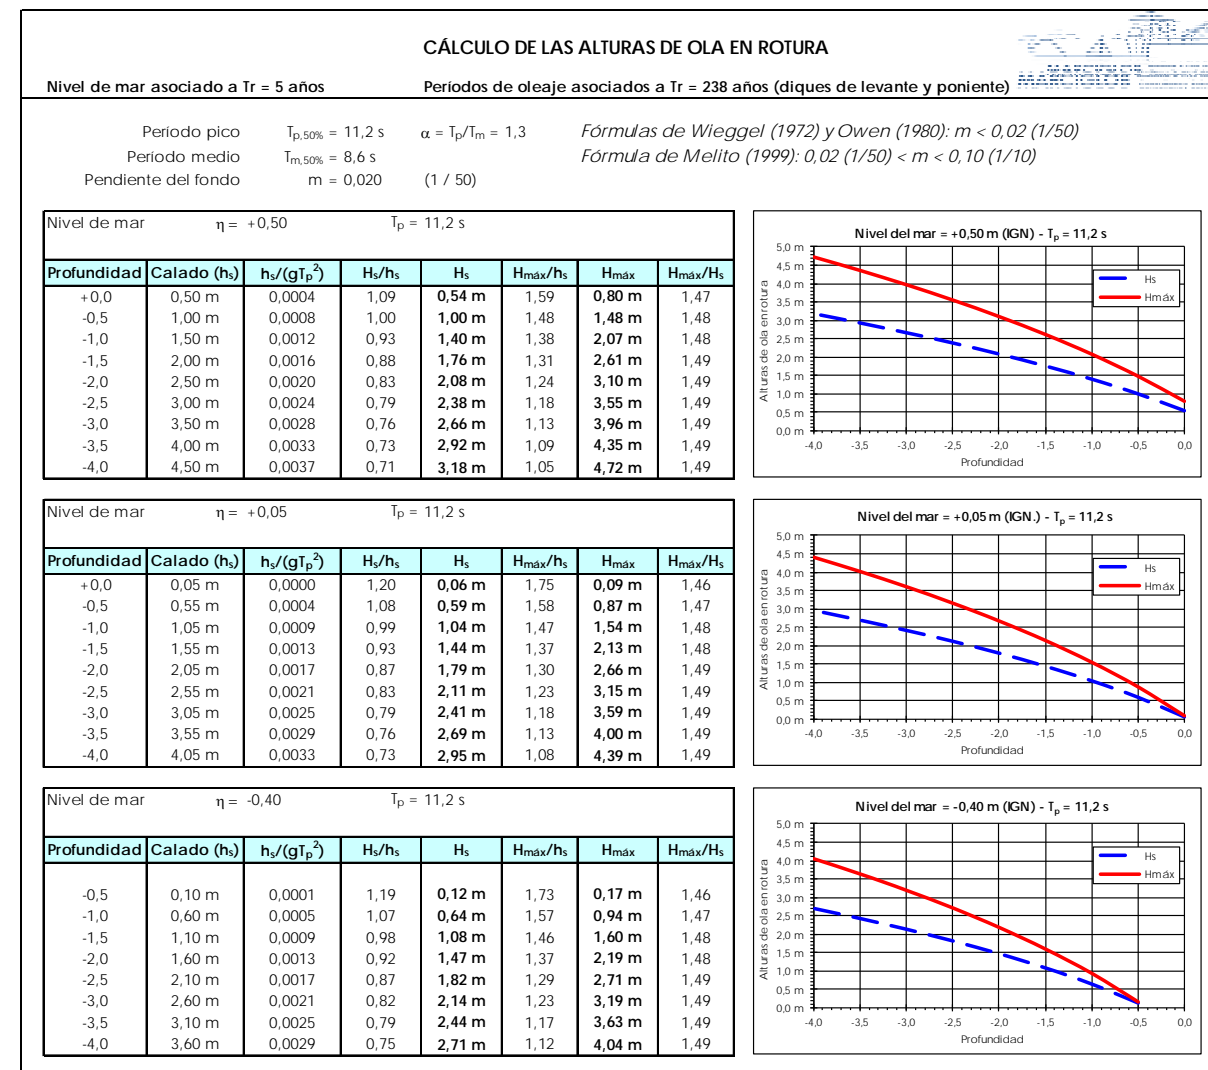 CÁLCULO DE LAS ALTURAS DE OLA EN ROTURA
Nivel de mar asociado a Tr = 5 años Períodos de oleaje asociados a Tr = 238 años (diques de levante y poniente)
Período pico Tp,50% = 11,2 s α = Tp/Tm = 1,3 Fórmulas de Wieggel (1972) y Owen (1980): m < 0,02 (1/50)
Período medio Tm,50% = 8,6 s Fórmula de Melito (1999): 0,02 (1/50) < m < 0,10 (1/10)
Pendiente del fondo m = 0,020 (1 / 50)
Nivel de mar η = +0,50 Tp = 11,2 s
Profundidad Calado (hs) hs/(gTp²) Hs/hs Hs Hmáx/hs Hmáx Hmáx/Hs
+0,0 0,50 m 0,0004 1,09 0,54 m 1,59 0,80 m 1,47
-0,5 1,00 m 0,0008 1,00 1,00 m 1,48 1,48 m 1,48
-1,0 1,50 m 0,0012 0,93 1,40 m 1,38 2,07 m 1,48
-1,5 2,00 m 0,0016 0,88 1,76 m 1,31 2,61 m 1,49
-2,0 2,50 m 0,0020 0,83 2,08 m 1,24 3,10 m 1,49
-2,5 3,00 m 0,0024 0,79 2,38 m 1,18 3,55 m 1,49
-3,0 3,50 m 0,0028 0,76 2,66 m 1,13 3,96 m 1,49
-3,5 4,00 m 0,0033 0,73 2,92 m 1,09 4,35 m 1,49
-4,0 4,50 m 0,0037 0,71 3,18 m 1,05 4,72 m 1,49
Nivel del mar = +0,50 m (IGN) - Tp = 11,2 s
Alturas de ola en rotura
5,0 m
4,5 m
4,0 m
3,5 m
3,0 m
2,5 m
2,0 m
1,5 m
1,0 m
0,5 m
0,0 m
Hs
Hmáx
-4,0 -3,5 -3,0 -2,5 -2,0 -1,5 -1,0 -0,5 0,0
Profundidad
Nivel de mar η = +0,05 Tp = 11,2 s
Profundidad Calado (hs) hs/(gTp²) Hs/hs Hs Hmáx/hs Hmáx Hmáx/Hs
+0,0 0,05 m 0,0000 1,20 0,06 m 1,75 0,09 m 1,46
-0,5 0,55 m 0,0004 1,08 0,59 m 1,58 0,87 m 1,47
-1,0 1,05 m 0,0009 0,99 1,04 m 1,47 1,54 m 1,48
-1,5 1,55 m 0,0013 0,93 1,44 m 1,37 2,13 m 1,48
-2,0 2,05 m 0,0017 0,87 1,79 m 1,30 2,66 m 1,49
-2,5 2,55 m 0,0021 0,83 2,11 m 1,23 3,15 m 1,49
-3,0 3,05 m 0,0025 0,79 2,41 m 1,18 3,59 m 1,49
-3,5 3,55 m 0,0029 0,76 2,69 m 1,13 4,00 m 1,49
-4,0 4,05 m 0,0033 0,73 2,95 m 1,08 4,39 m 1,49
Nivel del mar = +0,05 m (IGN.) - Tp = 11,2 s
Alturas de ola en rotura
5,0 m
4,5 m
4,0 m
3,5 m
3,0 m
2,5 m
2,0 m
1,5 m
1,0 m
0,5 m
0,0 m
Hs
Hmáx
-4,0 -3,5 -3,0 -2,5 -2,0 -1,5 -1,0 -0,5 0,0
Profundidad
Nivel de mar η = -0,40 Tp = 11,2 s
Profundidad Calado (hs) hs/(gTp²) Hs/hs Hs Hmáx/hs Hmáx Hmáx/Hs
-0,5 0,10 m 0,0001 1,19 0,12 m 1,73 0,17 m 1,46
-1,0 0,60 m 0,0005 1,07 0,64 m 1,57 0,94 m 1,47
-1,5 1,10 m 0,0009 0,98 1,08 m 1,46 1,60 m 1,48
-2,0 1,60 m 0,0013 0,92 1,47 m 1,37 2,19 m 1,48
-2,5 2,10 m 0,0017 0,87 1,82 m 1,29 2,71 m 1,49
-3,0 2,60 m 0,0021 0,82 2,14 m 1,23 3,19 m 1,49
-3,5 3,10 m 0,0025 0,79 2,44 m 1,17 3,63 m 1,49
-4,0 3,60 m 0,0029 0,75 2,71 m 1,12 4,04 m 1,49
Nivel del mar = -0,40 m (IGN) - Tp = 11,2 s
Alturas de ola en rotura
5,0 m
4,5 m
4,0 m
3,5 m
3,0 m
2,5 m
2,0 m
1,5 m
1,0 m
0,5 m
0,0 m
Hs
Hmáx
-4,0 -3,5 -3,0 -2,5 -2,0 -1,5 -1,0 -0,5 0,0
Profundidad